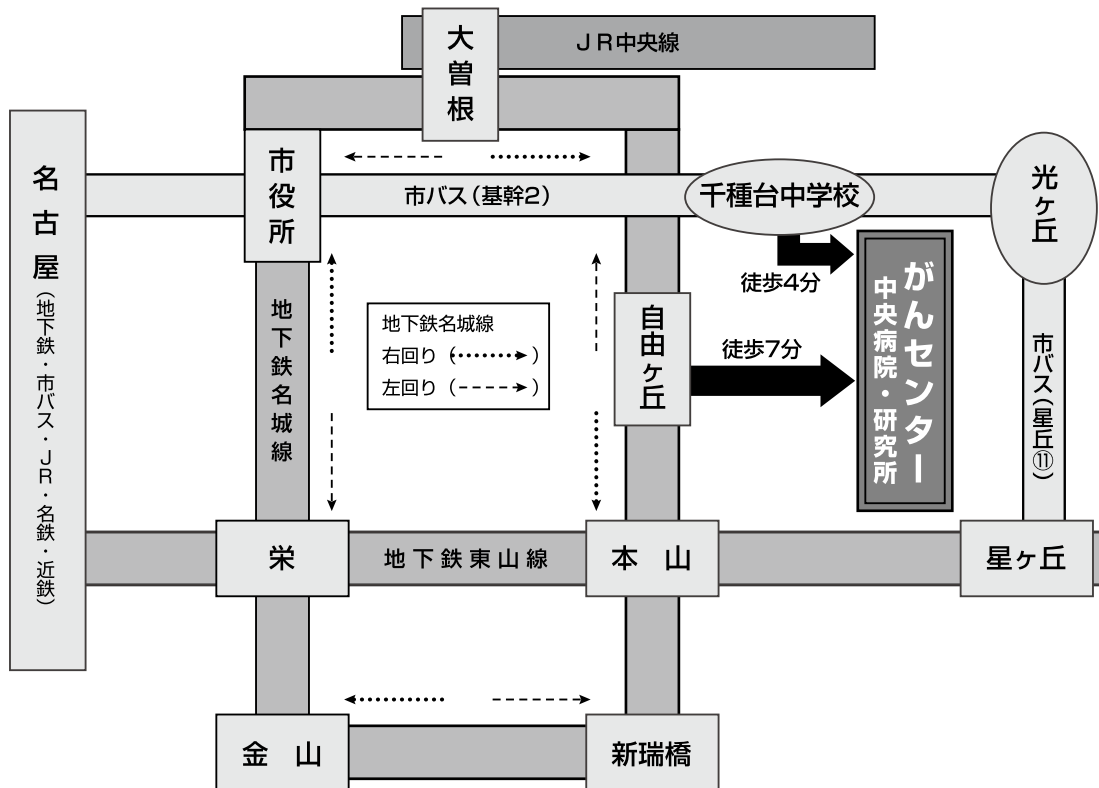 大曽根
JR中央線
名古屋(地下鉄・市バス・JR・名鉄・近鉄)
市役所
市バス(基幹2)
千種台中学校
光ヶ丘
徒歩4分
地下鉄名城線
地下鉄名城線
右回り( )
左回り( )
自由ヶ丘
徒歩7分
がんセンター
中央病院・研究所
市バス(星丘⑪)
栄
地下鉄東山線
本山
星ヶ丘
金山
新瑞橋